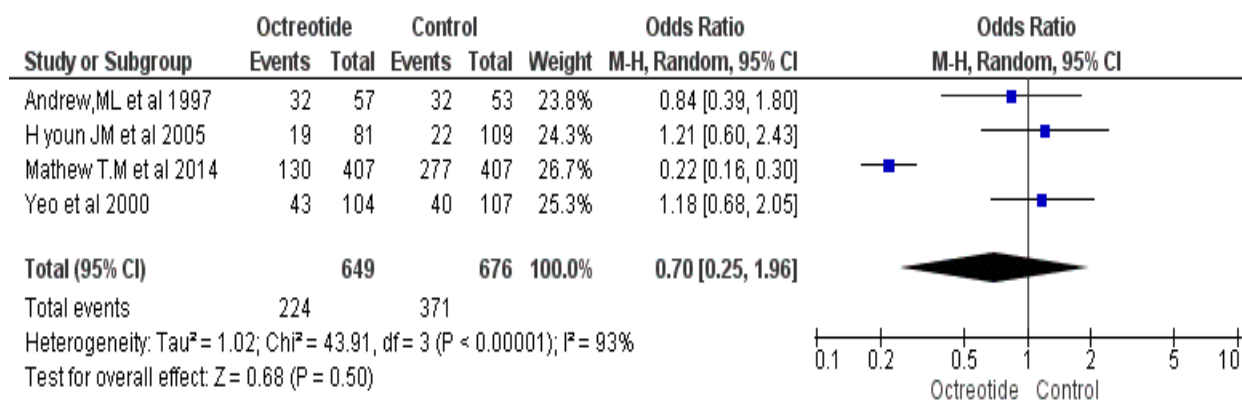 Octreotide Control Odds Ratio Odds Ratio
Study or Subgroup Events Total Events Total Weight M-H, Random, 95% CI M-H, Random, 95% CI
Andrew,ML et al 1997 32 57 32 53 23.8% 0.84 [0.39, 1.80]
H youn JM et al 2005 19 81 22 109 24.3% 1.21 [0.60, 2.43]
Mathew T.M et al 2014 130 407 277 407 26.7% 0.22 [0.16, 0.30]
Yeo et al 2000 43 104 40 107 25.3% 1.18 [0.68, 2.05]
Total (95% CI) 649 676 100.0% 0.70 [0.25, 1.96]
Total events 224 371
Heterogeneity: Tau² = 1.02; Chi² = 43.91, df = 3 (P < 0.00001); I² = 93%
Test for overall effect: Z = 0.68 (P = 0.50)
0.1 0.2 0.5 1 2 5 10
Octreotide Control